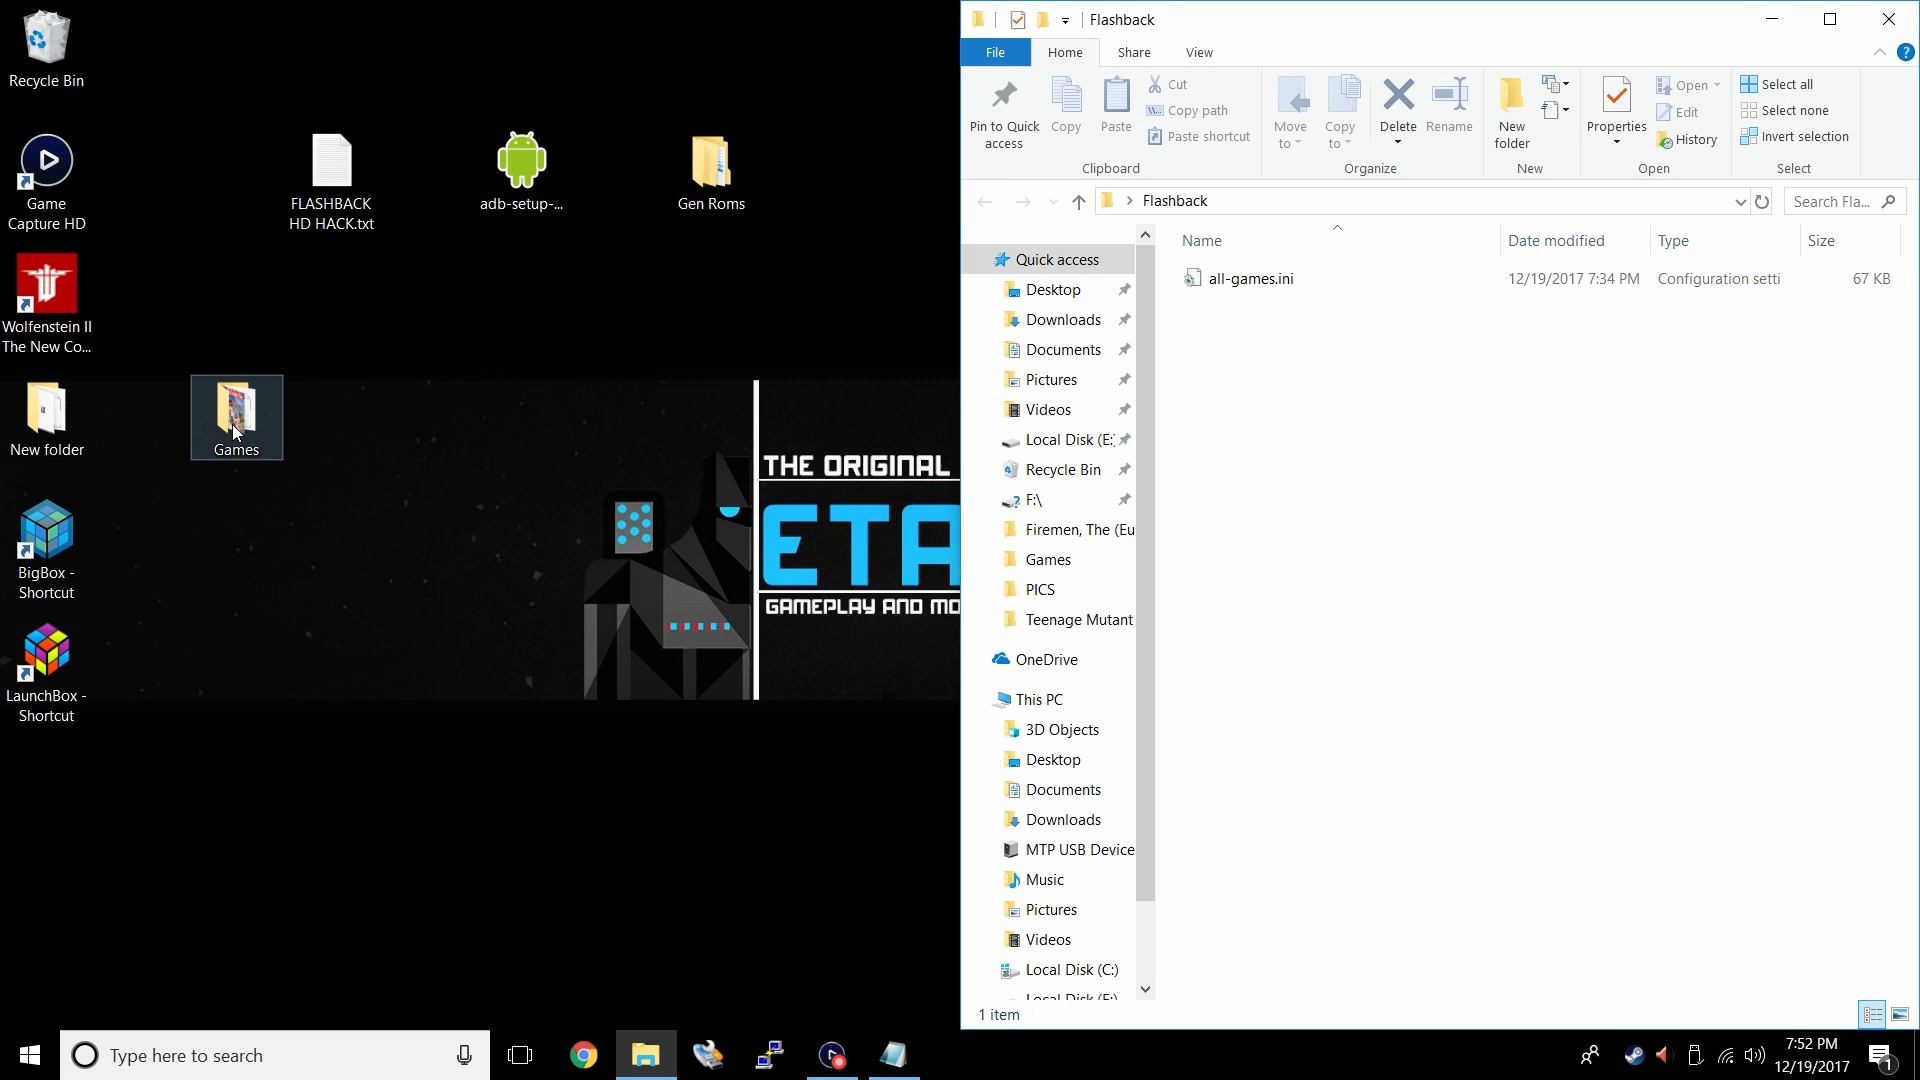 Recycle Bin
Game
Capture HD
FLASHBACK
HD HACK.txt
adb-setup-...
Gen Roms
Wolfenstein II
The New Co...
New folder
Games
BigBox -
Shortcut
LaunchBox -
Shortcut
THE ORIGINAL
ETA
GAMEPLAY AND MO
Flashback
File
Home
Share
View
Pin to Quick
access
Copy
Paste
Cut
Copy path
Paste shortcut
Clipboard
Move
to
Copy
to
Delete
Rename
Organize
New
folder
New
Properties
Open
Edit
History
Open
Select all
Select none
Invert selection
Select
Flashback
Search Fla...
Name
Date modified
Type
Size
all-games.ini
12/19/2017 7:34 PM
Configuration setti
67 KB
Quick access
Desktop
Downloads
Documents
Pictures
Videos
Local Disk (E:
Recycle Bin
F:\
Firemen, The (Eu
Games
PICS
Teenage Mutant
OneDrive
This PC
3D Objects
Desktop
Documents
Downloads
MTP USB Device
Music
Pictures
Videos
Local Disk (C:)
Local Disk (E:)
1 item
Type here to search
7:52 PM
12/19/2017
1